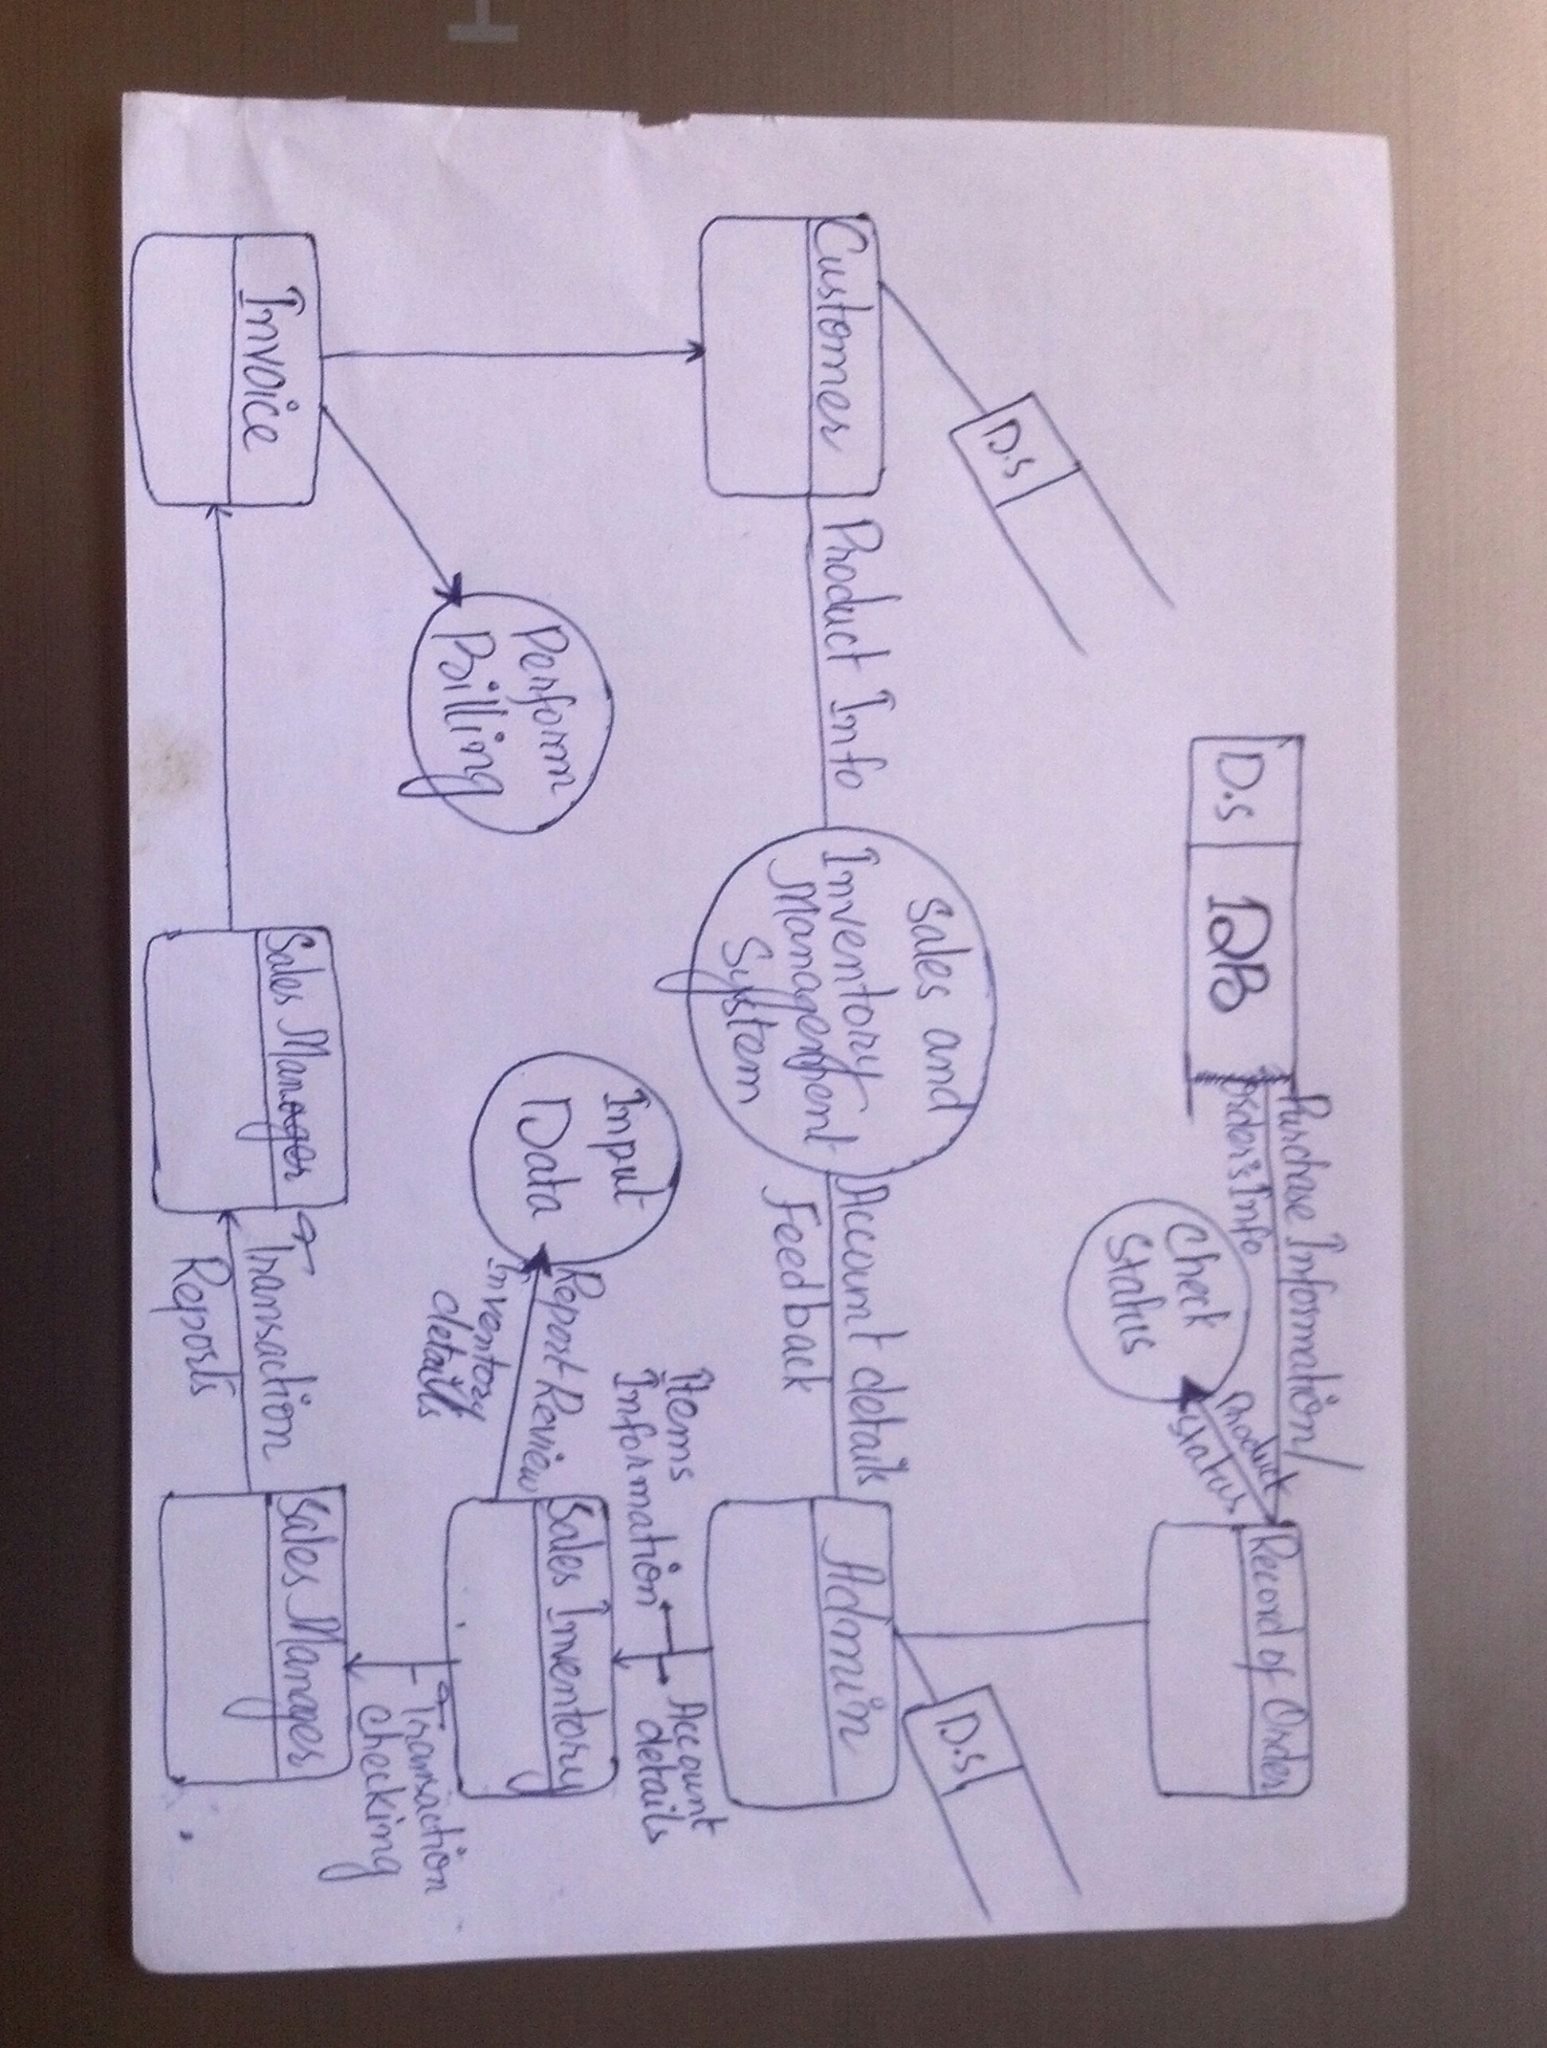 Purchase Information/
Order's Info
D.s
DB
Record of Order
Product
Status
Check
Status
D.S
D.S
Sales and
Inventory
Management
System
Customer
Product Info
Account details
Feedback
Admin
Items
Information
Account
details
Input
Data
Report Review
Inventory
details
Sales Inventory
Perform
Billing
Transaction
checking
Invoice
Sales Manager
Transaction
Reports
Sales Manager